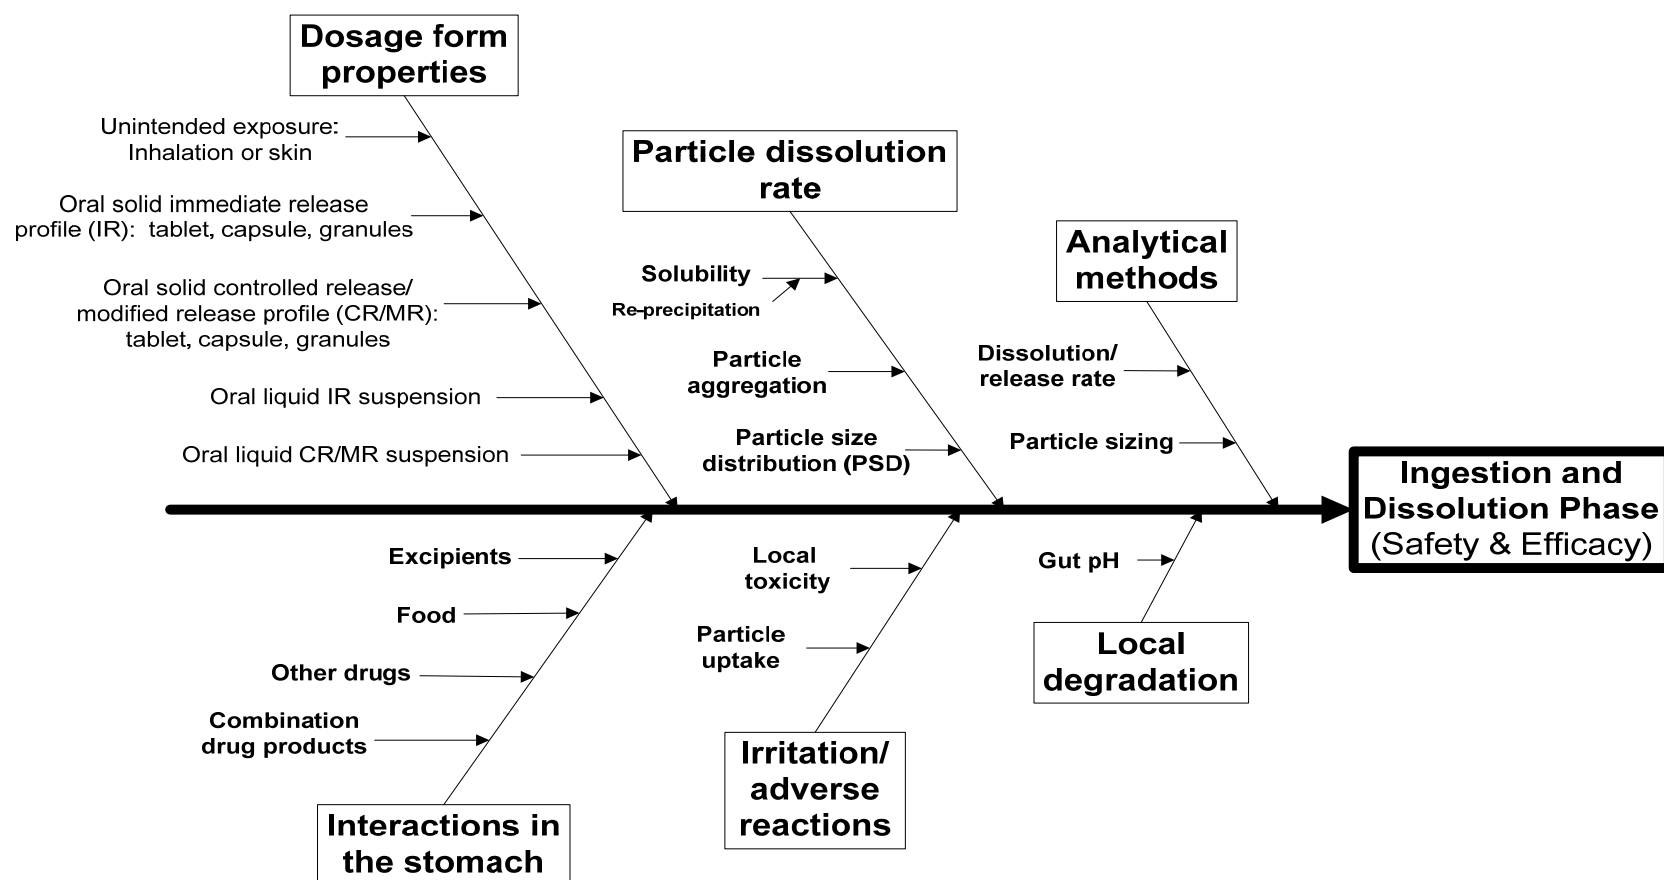 Dosage form
properties
Unintended exposure:
Inhalation or skin
Oral solid immediate release
profile (IR): tablet, capsule, granules
Oral solid controlled release/
modified release profile (CR/MR):
tablet, capsule, granules
Oral liquid IR suspension
Oral liquid CR/MR suspension
Particle dissolution
rate
Solubility
Re-precipitation
Particle
aggregation
Particle size
distribution (PSD)
Analytical
methods
Dissolution/
release rate
Particle sizing
Ingestion and
Dissolution Phase
(Safety & Efficacy)
Excipients
Food
Other drugs
Combination
drug products
Interactions in
the stomach
Local
toxicity
Particle
uptake
Irritation/
adverse
reactions
Gut pH
Local
degradation